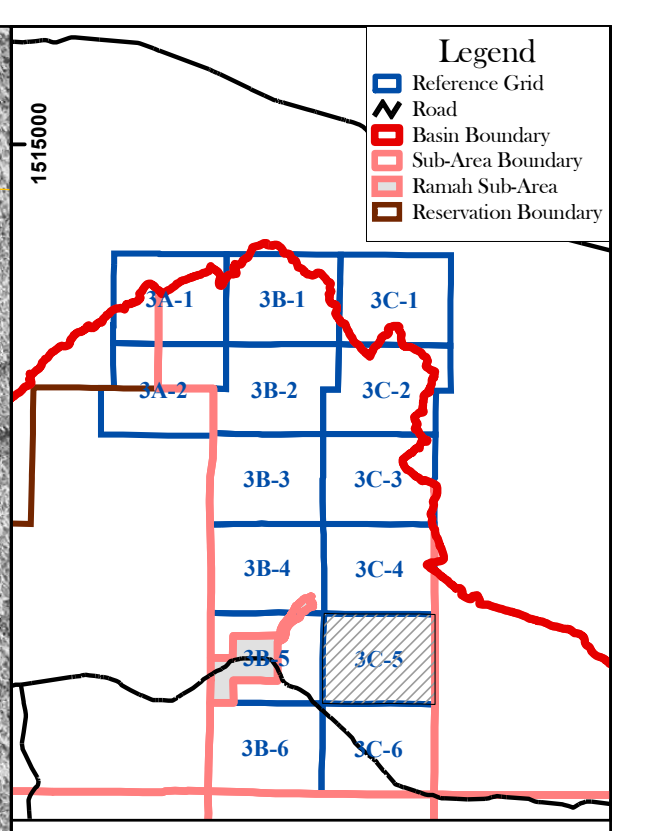 Legend
Reference Grid
Road
Basin Boundary
Sub-Area Boundary
Ramah Sub-Area
Reservation Boundary
1515000
3A-1
3B-1
3C-1
3A-2
3B-2
3C-2
3B-3
3C-3
3B-4
3C-4
3B-5
3C-5
3B-6
3C-6